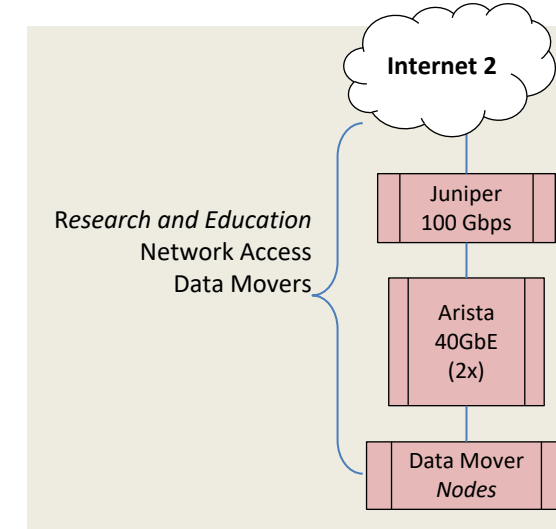 Internet 2
Juniper
100 Gbps
Research and Education
Network Access
Data Movers
Arista
40GbE
(2x)
Data Mover
Nodes